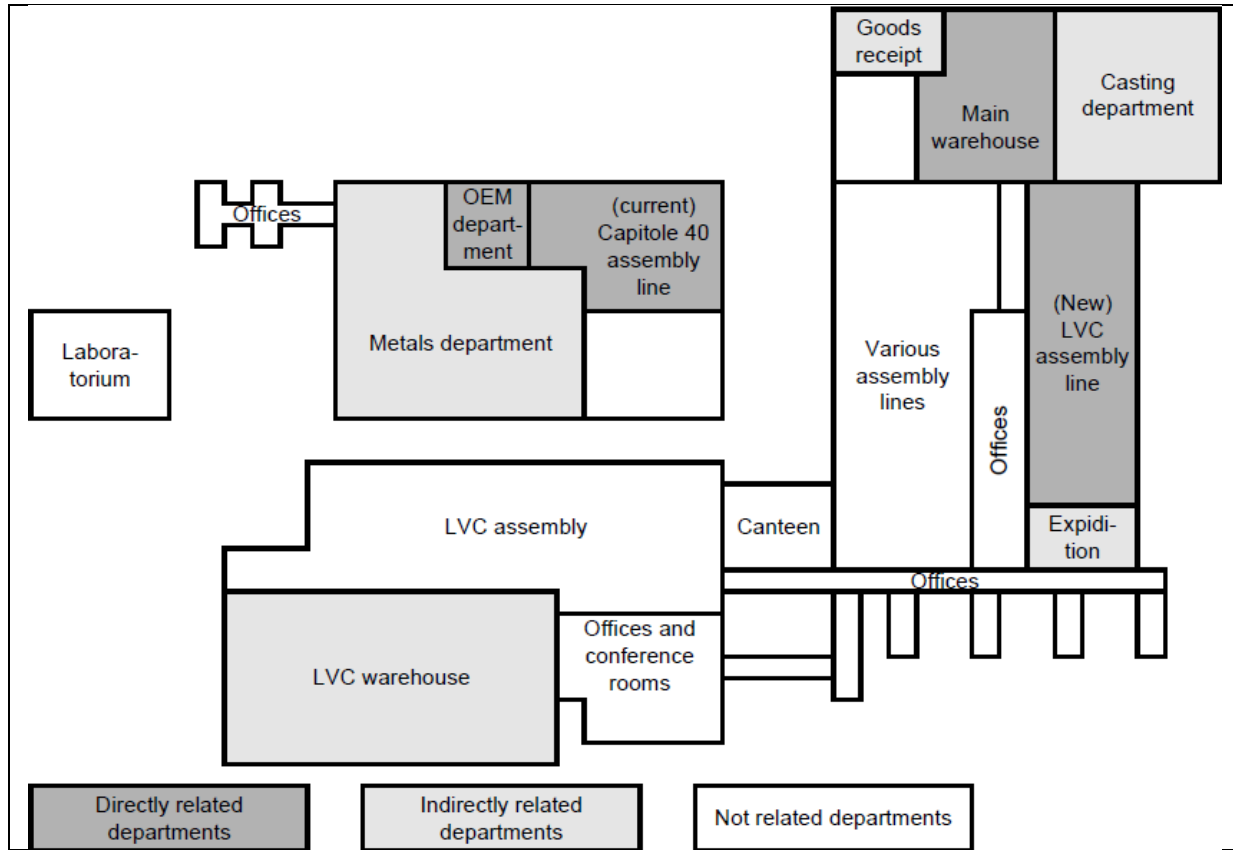 Goods
receipt
Main
warehouse
Casting
department
Offices
OEM
depart-
ment
(current)
Capitole 40
assembly
line
Metals department
Labora-
torium
Various
assembly
lines
Offices
(New)
LVC
assembly
line
LVC assembly
Canteen
Expidi-
tion
Offices
LVC warehouse
Offices and
conference
rooms
Directly related
departments
Indirectly related
departments
Not related departments